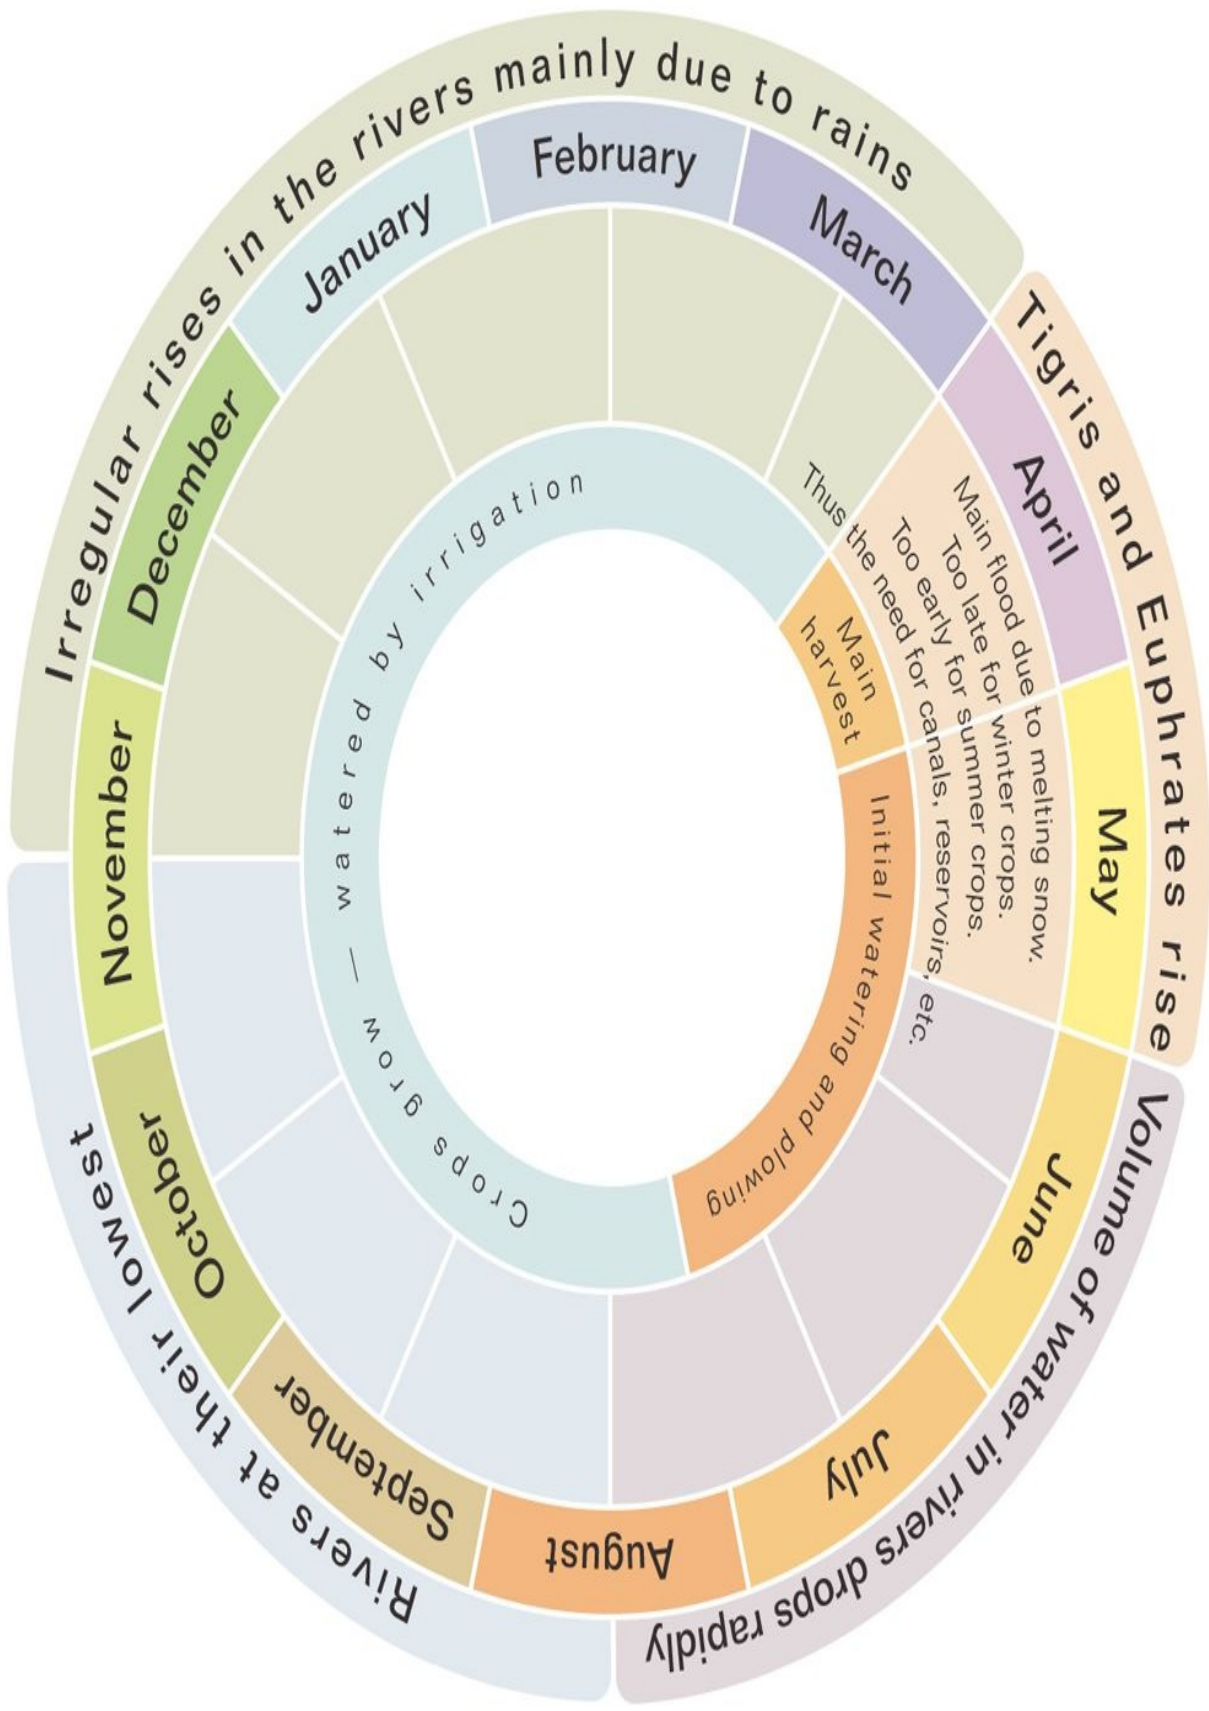 Irregular rises in the rivers mainly due to rains
Tigris and Euphrates rise
Volume of water in rivers drops rapidly
Rivers at their lowest
January
February
March
April
May
June
July
August
September
October
November
December
Main flood due to melting snow.
Too late for winter crops.
Too early for summer crops.
Thus the need for canals, reservoirs, etc.
Main
harvest
Initial watering and plowing
Crops grow — watered by irrigation